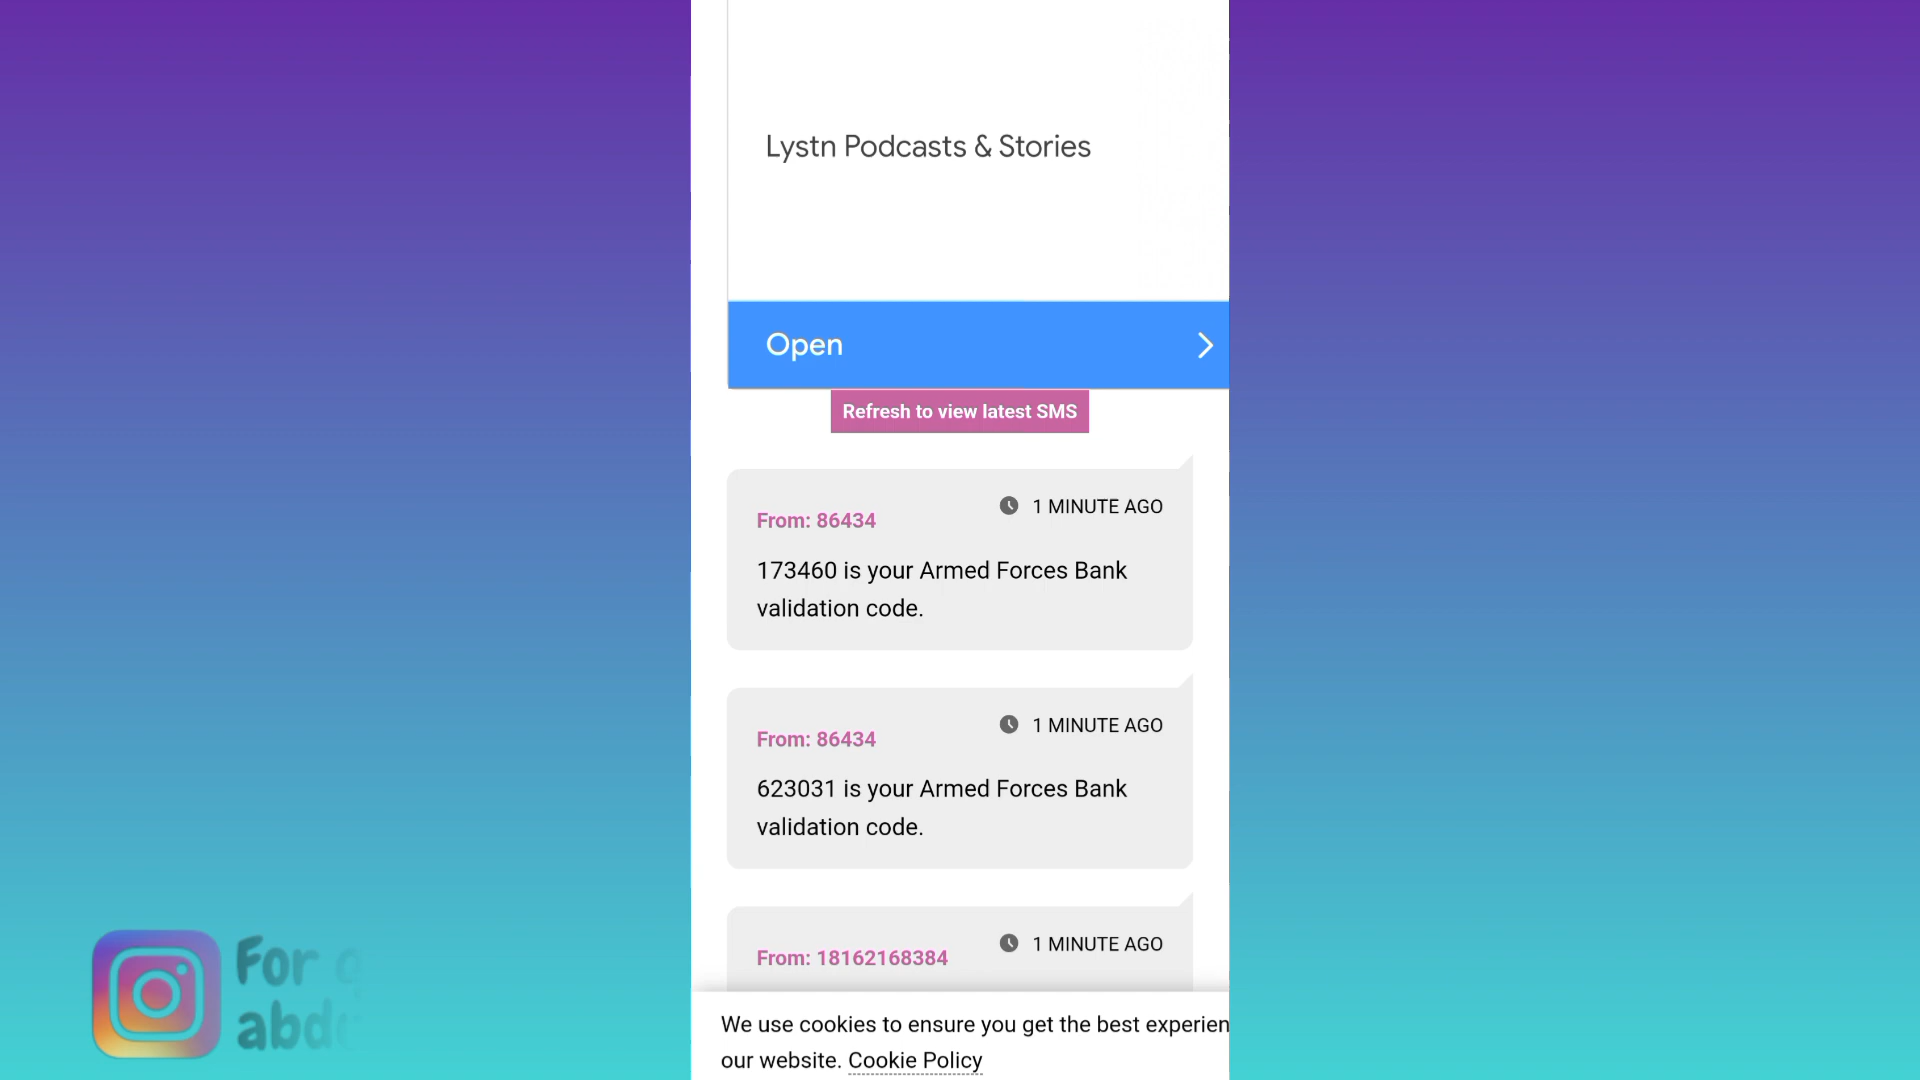 Lystn Podcasts & Stories
Open
Refresh to view latest SMS
1 MINUTE AGO
From: 86434
173460 is your Armed Forces Bank
validation code.
1 MINUTE AGO
From: 86434
623031 is your Armed Forces Bank
validation code.
1 MINUTE AGO
From: 18162168384
We use cookies to ensure you get the best experien
our website. Cookie Policy
For